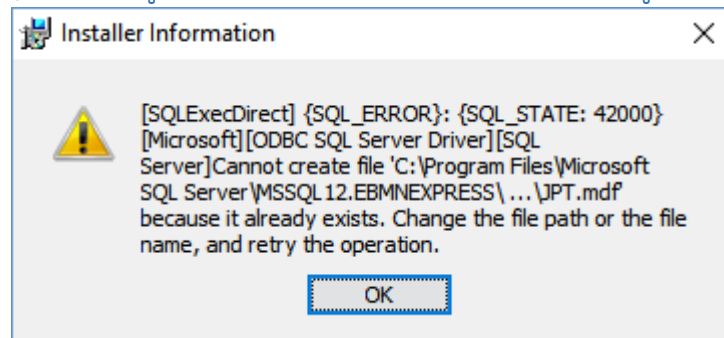 Installer Information
[SQLExecDirect] {SQL_ERROR}: {SQL_STATE: 42000}
[Microsoft][ODBC SQL Server Driver][SQL
Server]Cannot create file 'C:\Program Files\Microsoft
SQL Server\MSSQL12.EBMNEXPRESS\ ...\JPT.mdf'
because it already exists. Change the file path or the file
name, and retry the operation.
OK